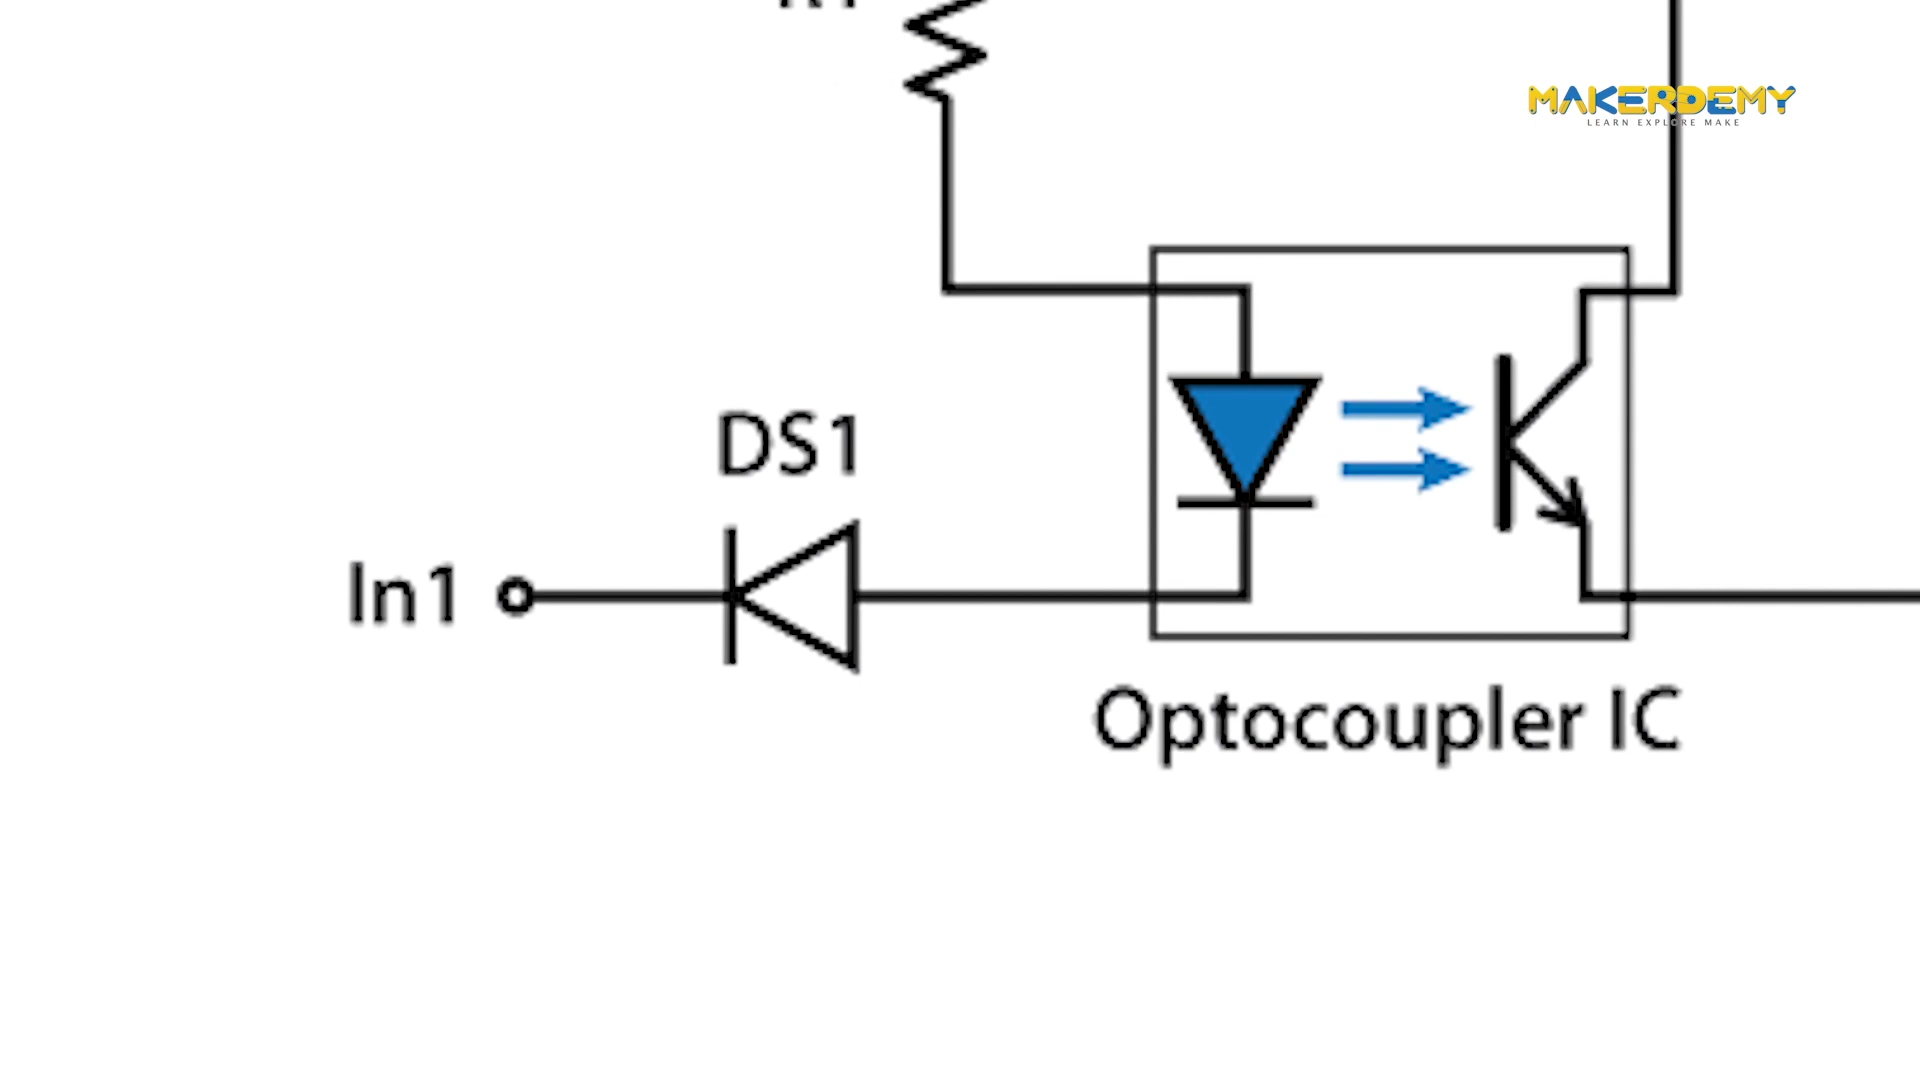 MAKERDEMY
LEARN EXPLORE MAKE
DS1
In1
Optocoupler IC